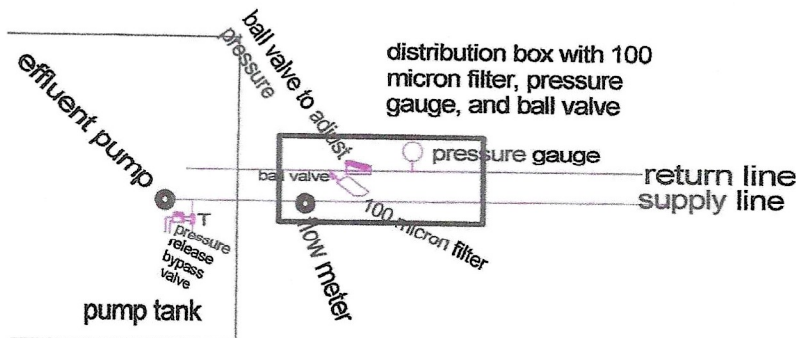 ball valve to adjust
pressure
distribution box with 100
micron filter, pressure
gauge, and ball valve
effluent pump
pressure gauge
ball valve
return line
supply line
100 micron filter
flow meter
T
pressure
release
bypass
valve
pump tank